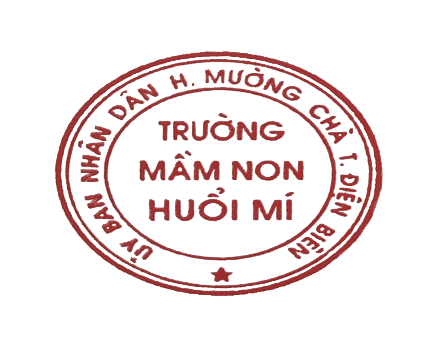 ỦY BAN NHÂN DÂN H. MƯỜNG CHÀ T. ĐIỆN BIÊN
TRƯỜNG
MẦM NON
HUỔI MÍ